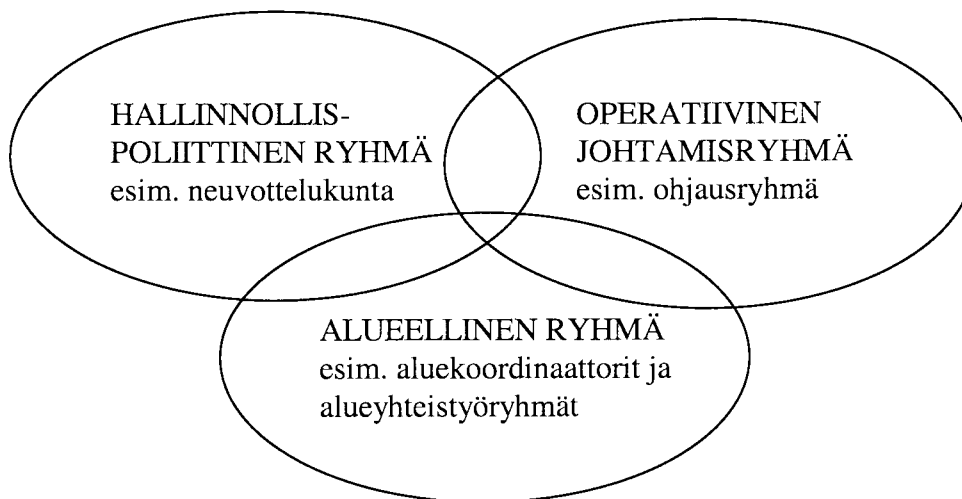 HALLINNOLLIS-
POLIITTINEN RYHMÄ
esim. neuvottelukunta
OPERATIIVINEN
JOHTAMISRYHMÄ
esim. ohjausryhmä
ALUEELLINEN RYHMÄ
esim. aluekoordinaattorit ja
alueyhteistyöryhmät